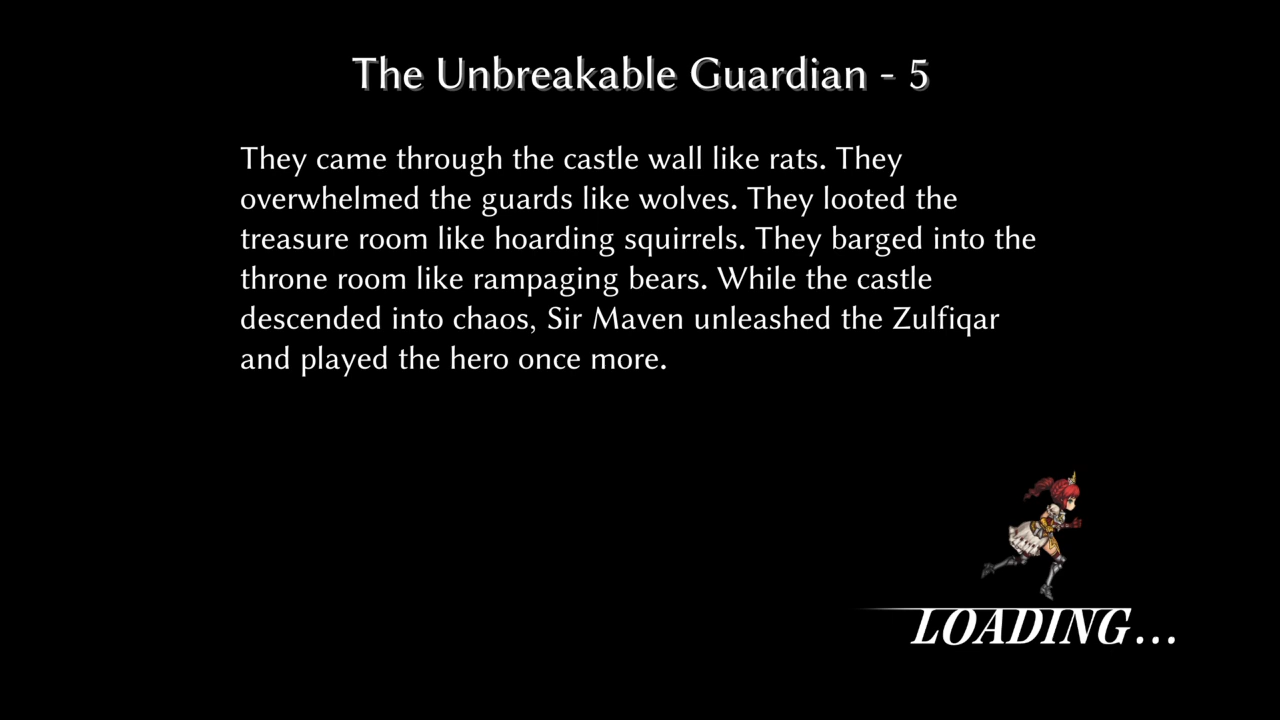 The Unbreakable Guardian - 5
They came through the castle wall like rats. They
overwhelmed the guards like wolves. They looted the
treasure room like hoarding squirrels. They barged into the
throne room like rampaging bears. While the castle
descended into chaos, Sir Maven unleashed the Zulfiqar
and played the hero once more.
LOADING...